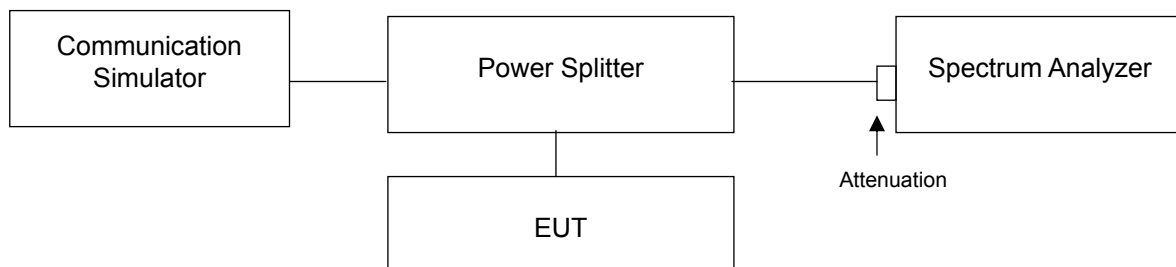 Communication
Simulator
Power Splitter
Spectrum Analyzer
Attenuation
EUT